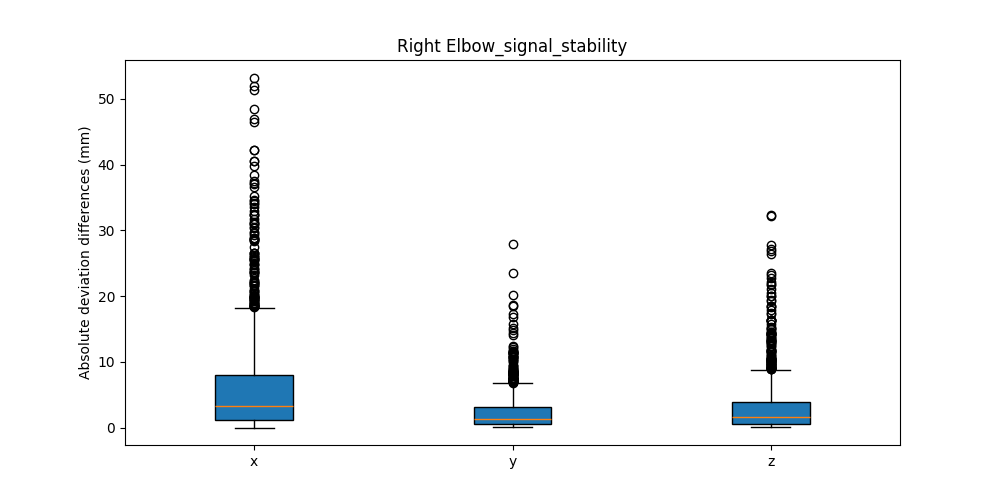 Right Elbow_signal_stability
Absolute deviation differences (mm)
50
40
30
20
10
0
x
y
z